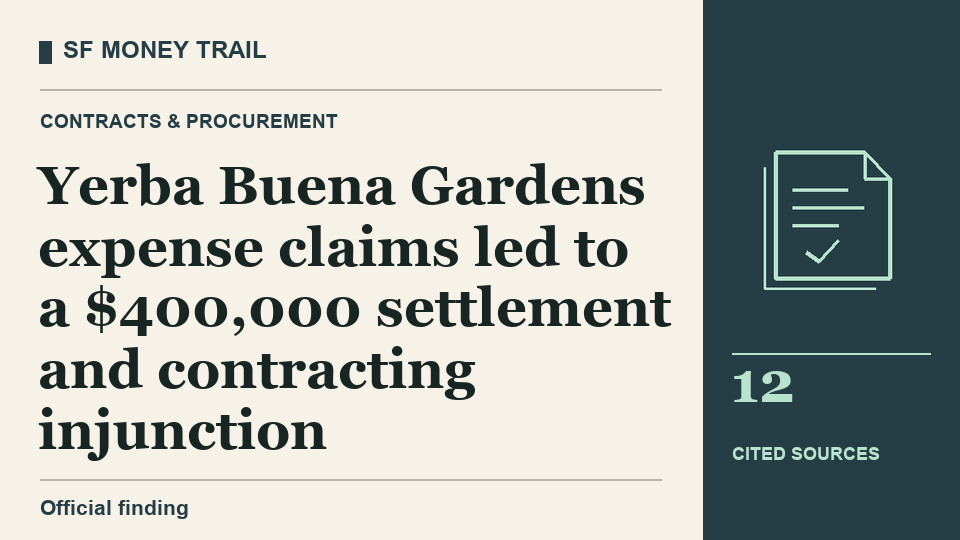 SF MONEY TRAIL
CONTRACTS & PROCUREMENT
Yerba Buena Gardens
expense claims led to
a $400,000 settlement
and contracting
injunction
Official finding
12
CITED SOURCES